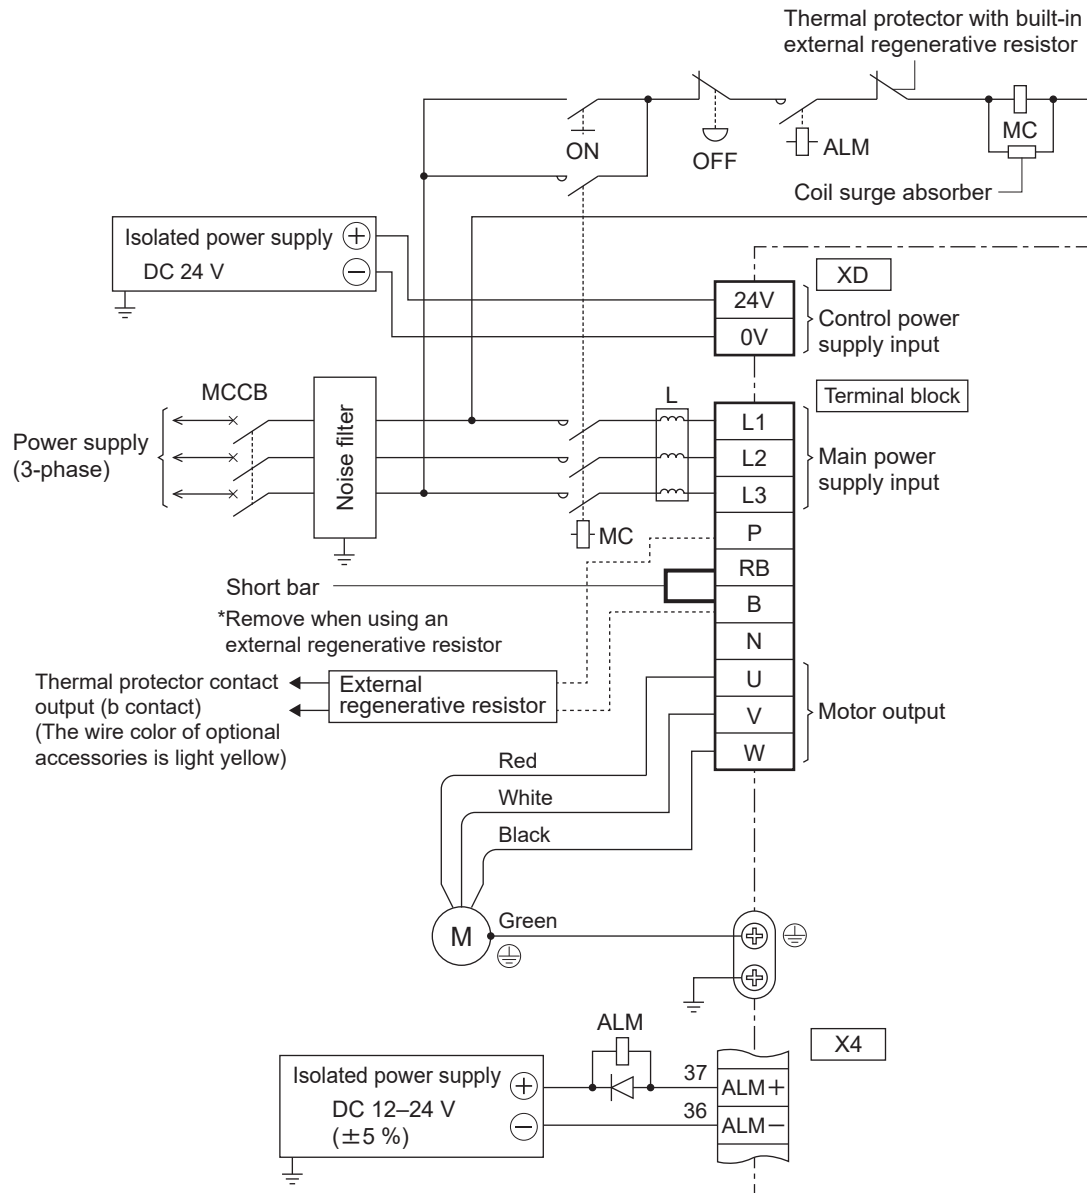 Thermal protector with built-in
external regenerative resistor
ON
OFF
ALM
MC
Coil surge absorber
Isolated power supply +
DC 24 V −
XD
24V
0V
Control power
supply input
MCCB
Noise filter
L
Terminal block
Power supply
(3-phase)
L1
L2
L3
Main power
supply input
MC
P
RB
B
N
U
V
W
Short bar
*Remove when using an
external regenerative resistor
Thermal protector contact
output (b contact)
(The wire color of optional
accessories is light yellow)
External
regenerative resistor
Motor output
Red
White
Black
M
Green
ALM
X4
Isolated power supply +
DC 12–24 V
(±5 %) −
37
36
ALM+
ALM−